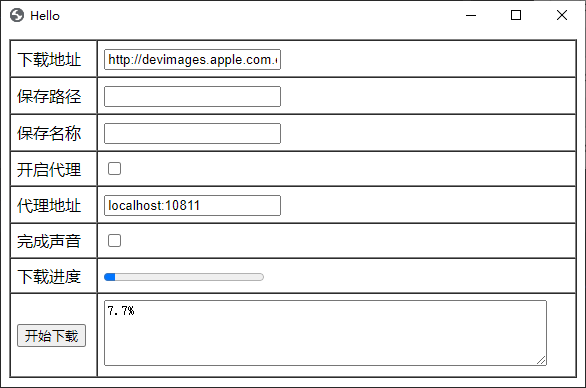 Hello
下载地址 http://devimages.apple.com.
保存路径
保存名称
开启代理
代理地址 localhost:10811
完成声音
下载进度
开始下载 7.7%